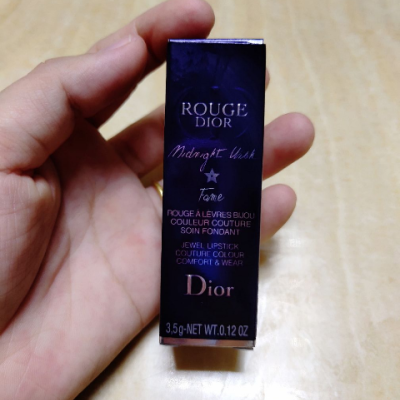 ROUGE
DIOR
Midnight Wish
Fame
ROUGE À LÈVRES BIJOU
COULEUR COUTURE
SOIN FONDANT
JEWEL LIPSTICK
COUTURE COLOUR
COMFORT & WEAR
Dior
3.5g-NET WT.0.12 OZ